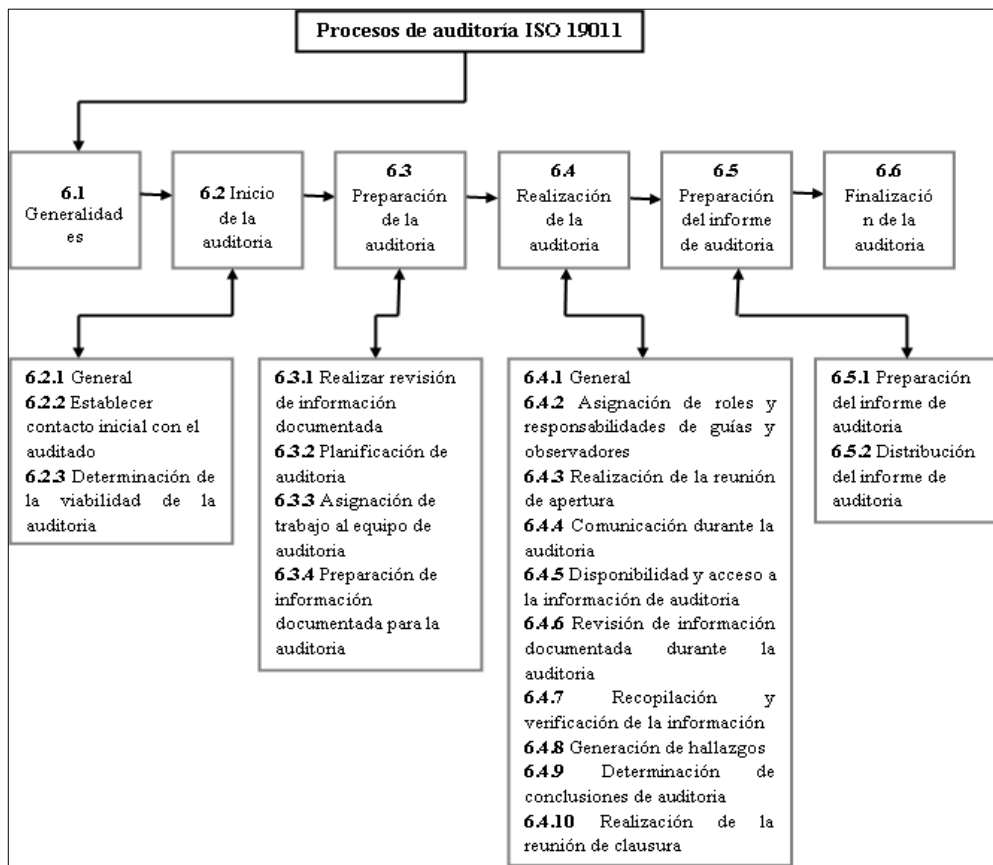 Procesos de auditoría ISO 19011
6.1
Generalidad
es
6.2 Inicio
de la
auditoria
6.3
Preparación
de la
auditoria
6.4
Realización
de la
auditoria
6.5
Preparación
del informe
de auditoria
6.6
Finalizació
n de la
auditoria
6.2.1 General
6.2.2 Establecer
contacto inicial con el
auditado
6.2.3 Determinación de
la viabilidad de la
auditoria
6.3.1 Realizar revisión
de información
documentada
6.3.2 Planificación de
auditoria
6.3.3 Asignación de
trabajo al equipo de
auditoria
6.3.4 Preparación de
información
documentada para la
auditoria
6.4.1 General
6.4.2 Asignación de roles y
responsabilidades de guías y
observadores
6.4.3 Realización de la reunión
de apertura
6.4.4 Comunicación durante la
auditoria
6.4.5 Disponibilidad y acceso a
la información de auditoria
6.4.6 Revisión de información
documentada durante la
auditoria
6.4.7 Recopilación y
verificación de la información
6.4.8 Generación de hallazgos
6.4.9 Determinación de
conclusiones de auditoria
6.4.10 Realización de la
reunión de clausura
6.5.1 Preparación
del informe de
auditoria
6.5.2 Distribución
del informe de
auditoria